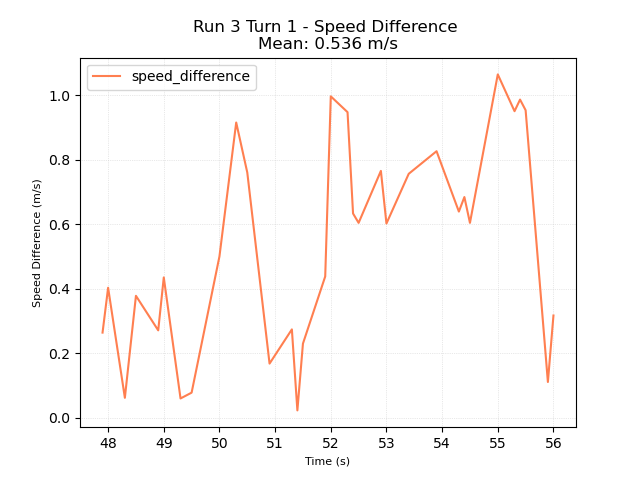 Run 3 Turn 1 - Speed Difference
Mean: 0.536 m/s
speed_difference
Speed Difference (m/s)
1.0
0.8
0.6
0.4
0.2
0.0
48 49 50 51 52 53 54 55 56
Time (s)